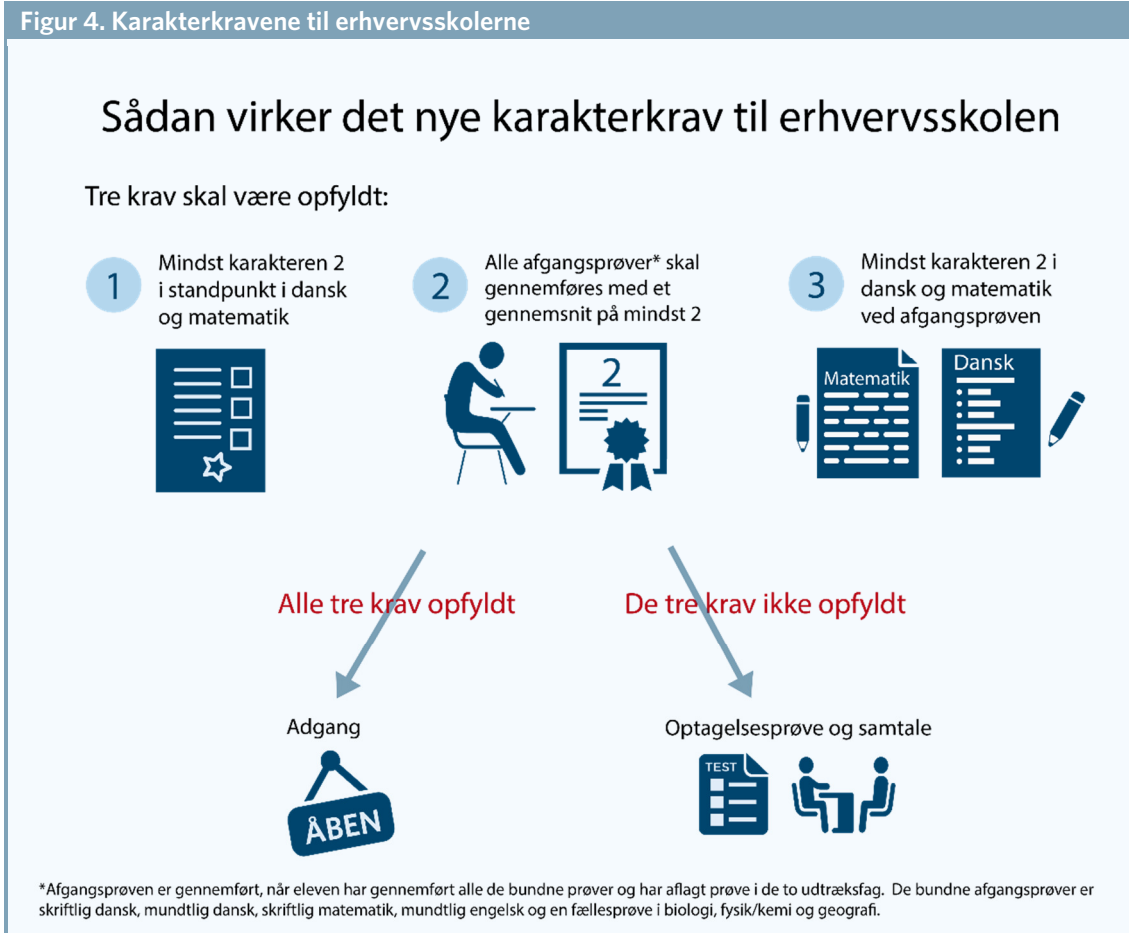 Figur 4. Karakterkravene til erhvervsskolerne
Sådan virker det nye karakterkrav til erhvervsskolen
Tre krav skal være opfyldt:
1
Mindst karakteren 2
i standpunkt i dansk
og matematik
2
Alle afgangsprøver* skal
gennemføres med et
gennemsnit på mindst 2
3
Mindst karakteren 2 i
dansk og matematik
ved afgangsprøven
2
Matematik
Dansk
Alle tre krav opfyldt
De tre krav ikke opfyldt
Adgang
ÅBEN
Optagelsesprøve og samtale
TEST
*Afgangsprøven er gennemført, når eleven har gennemført alle de bundne prøver og har aflagt prøve i de to udtræksfag. De bundne afgangsprøver er
skriftlig dansk, mundtlig dansk, skriftlig matematik, mundtlig engelsk og en fællesprøve i biologi, fysik/kemi og geografi.